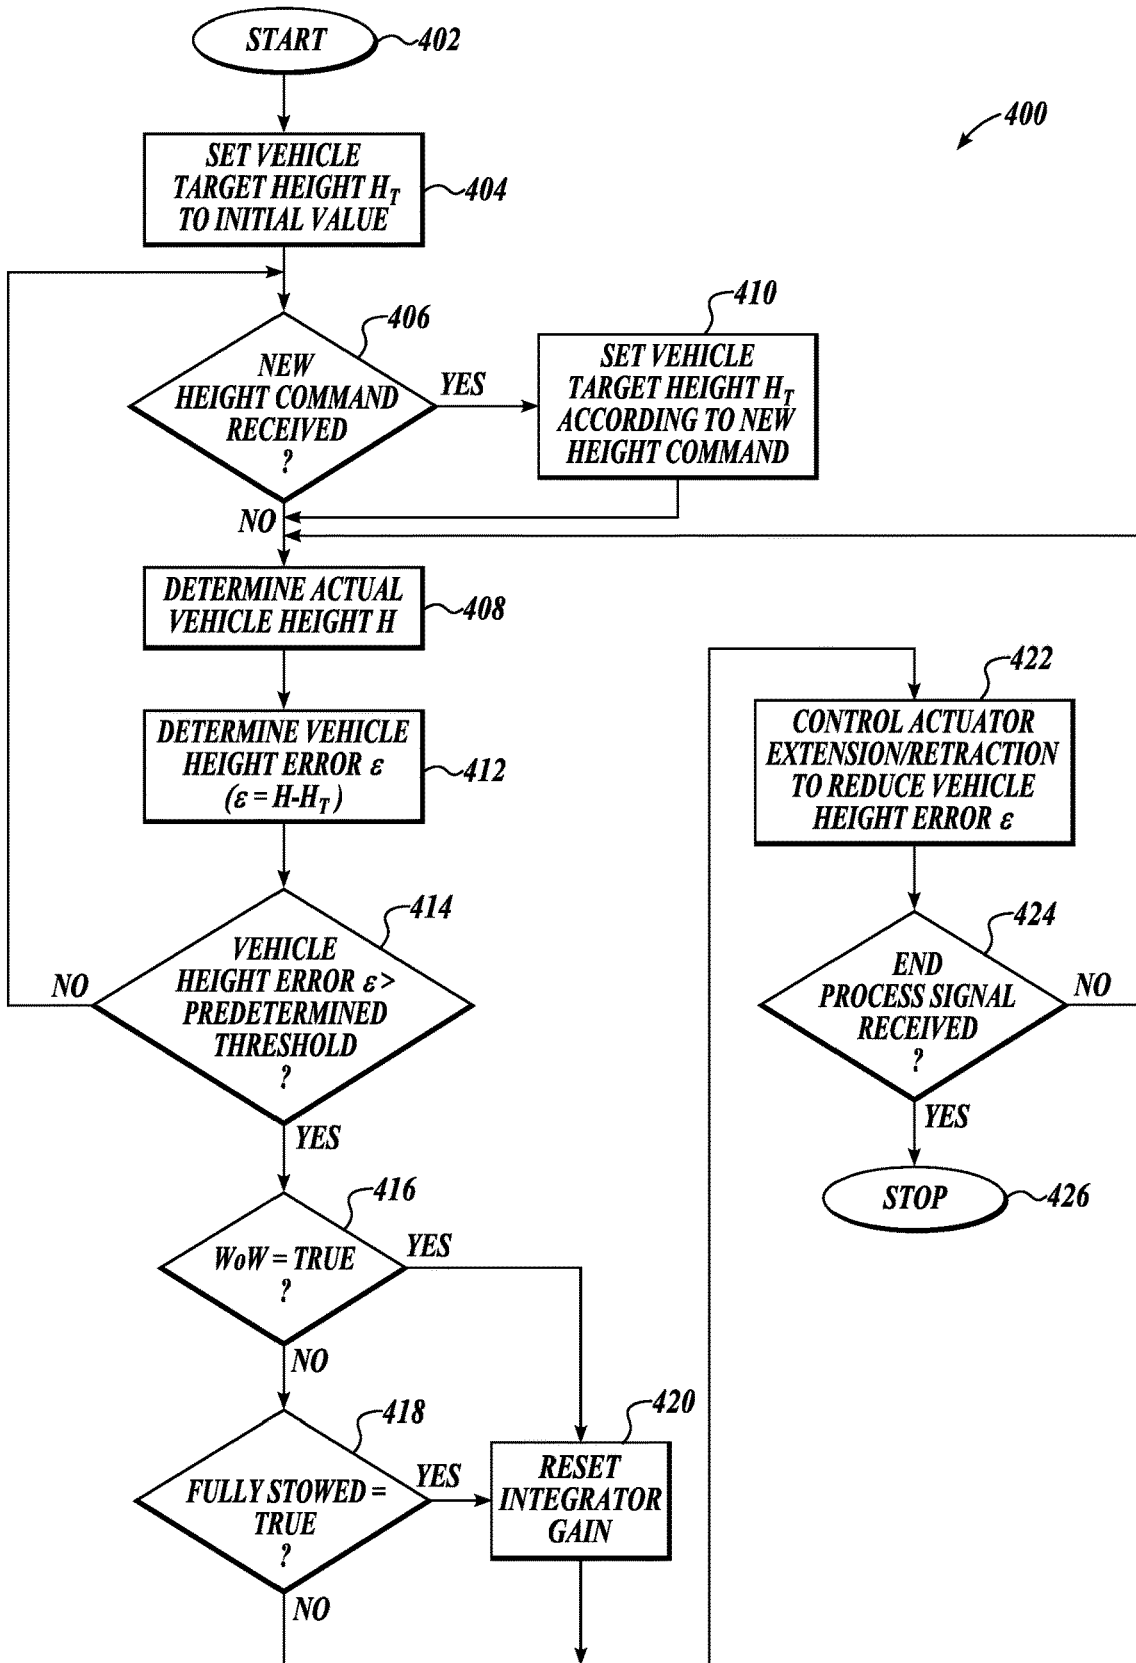 START
402
400
SET VEHICLE
TARGET HEIGHT HT
TO INITIAL VALUE
404
406
NEW
HEIGHT COMMAND
RECEIVED
?
YES
NO
410
SET VEHICLE
TARGET HEIGHT HT
ACCORDING TO NEW
HEIGHT COMMAND
DETERMINE ACTUAL
VEHICLE HEIGHT H
408
DETERMINE VEHICLE
HEIGHT ERROR ε
(ε = H-HT)
412
414
VEHICLE
HEIGHT ERROR ε >
PREDETERMINED
THRESHOLD
?
NO
YES
416
WoW = TRUE
?
YES
NO
418
FULLY STOWED =
TRUE
?
YES
NO
420
RESET
INTEGRATOR
GAIN
422
CONTROL ACTUATOR
EXTENSION/RETRACTION
TO REDUCE VEHICLE
HEIGHT ERROR ε
424
END
PROCESS SIGNAL
RECEIVED
?
NO
YES
STOP
426